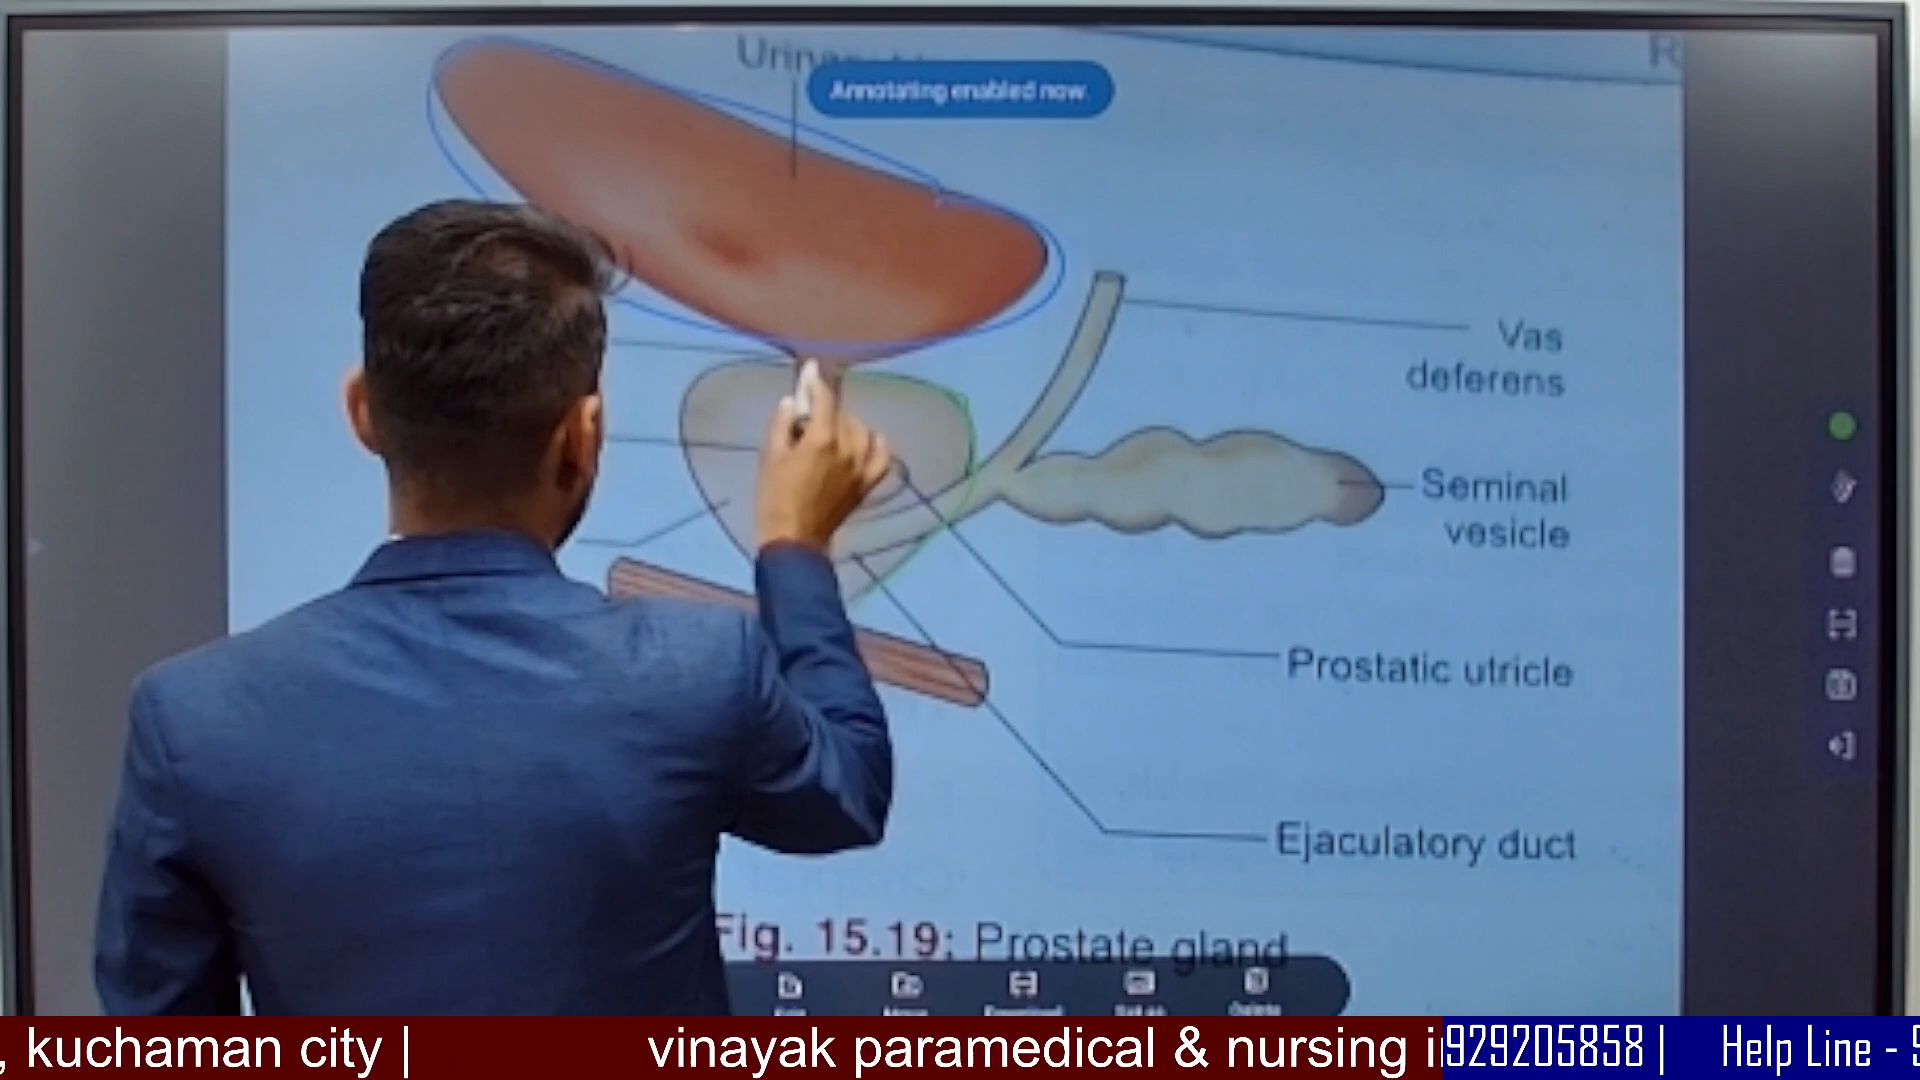 Annotating enabled now.
R
Vas
deferens
Seminal
vesicle
Prostatic utricle
Ejaculatory duct
Fig. 15.19: Prostate gland
, kuchaman city |
vinayak paramedical & nursing i
929205858 |
Help Line - 9